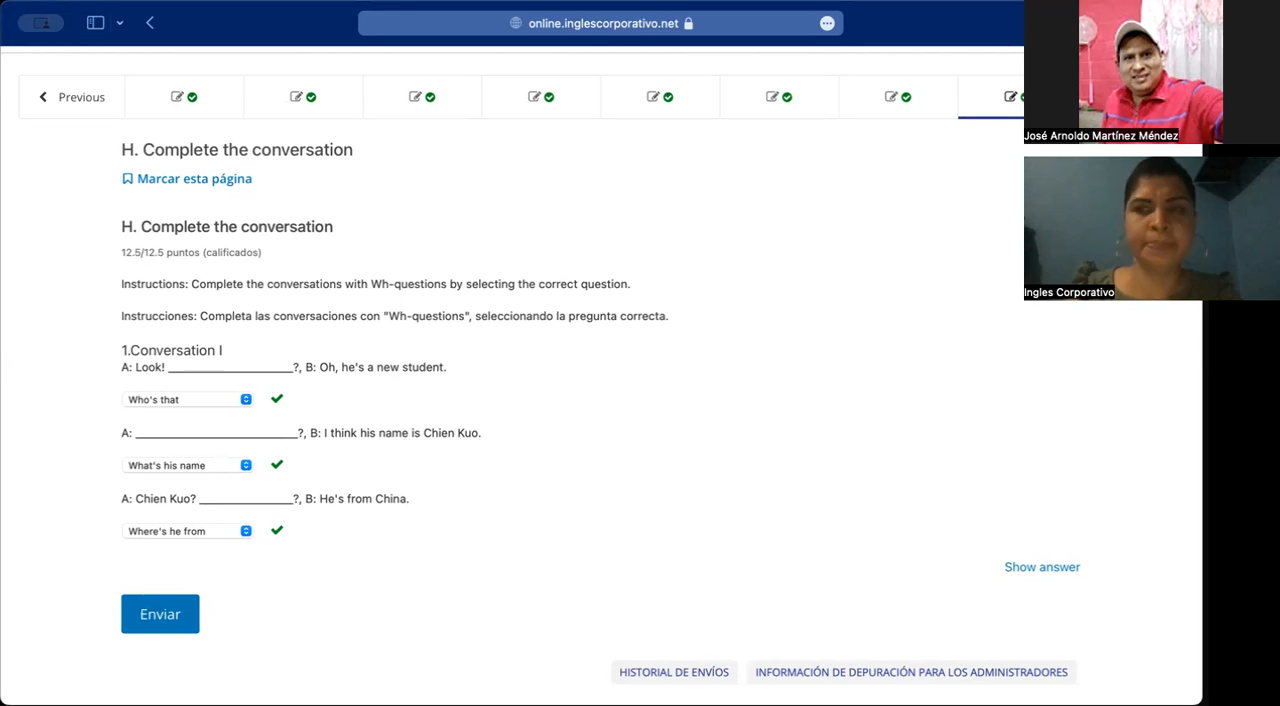 online.inglescorporativo.net
Previous
H. Complete the conversation
Marcar esta página
H. Complete the conversation
12.5/12.5 puntos (calificados)
Instructions: Complete the conversations with Wh-questions by selecting the correct question.
Instrucciones: Completa las conversaciones con "Wh-questions", seleccionando la pregunta correcta.
1.Conversation I
A: Look! ___________________?, B: Oh, he's a new student.
Who's that
A: _________________________?, B: I think his name is Chien Kuo.
What's his name
A: Chien Kuo? ______________?, B: He's from China.
Where's he from
Show answer
Enviar
HISTORIAL DE ENVÍOS
INFORMACIÓN DE DEPURACIÓN PARA LOS ADMINISTRADORES
José Arnoldo Martínez Méndez
Ingles Corporativo